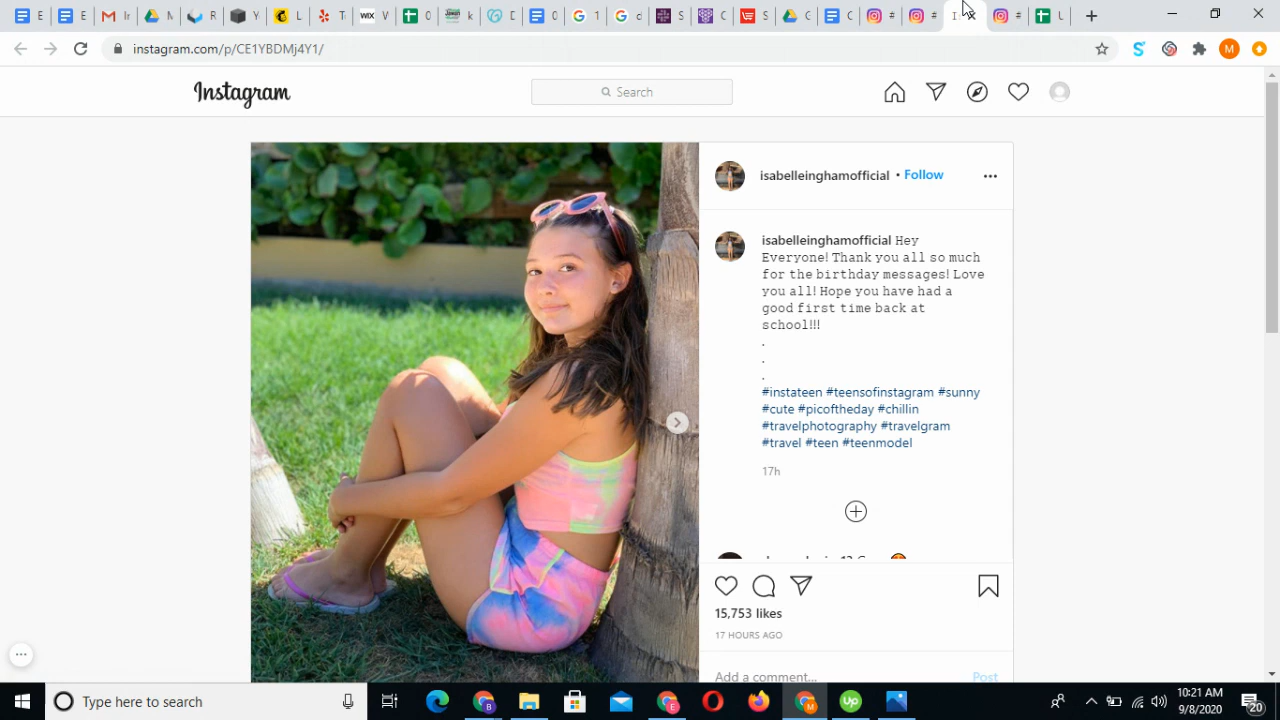 instagram.com/p/CE1YBDMj4Y1/
M
Instagram
Search
isabelleinghamofficial • Follow
isabelleinghamofficial Hey
Everyone! Thank you all so much
for the birthday messages! Love
you all! Hope you have had a
good first time back at
school!!!
.
.
.
#instateen #teensofinstagram #sunny
#cute #picoftheday #chillin
#travelphotography #travelgram
#travel #teen #teenmodel
17h
15,753 likes
17 HOURS AGO
Add a comment... Post
Type here to search
10:21 AM
9/8/2020
20